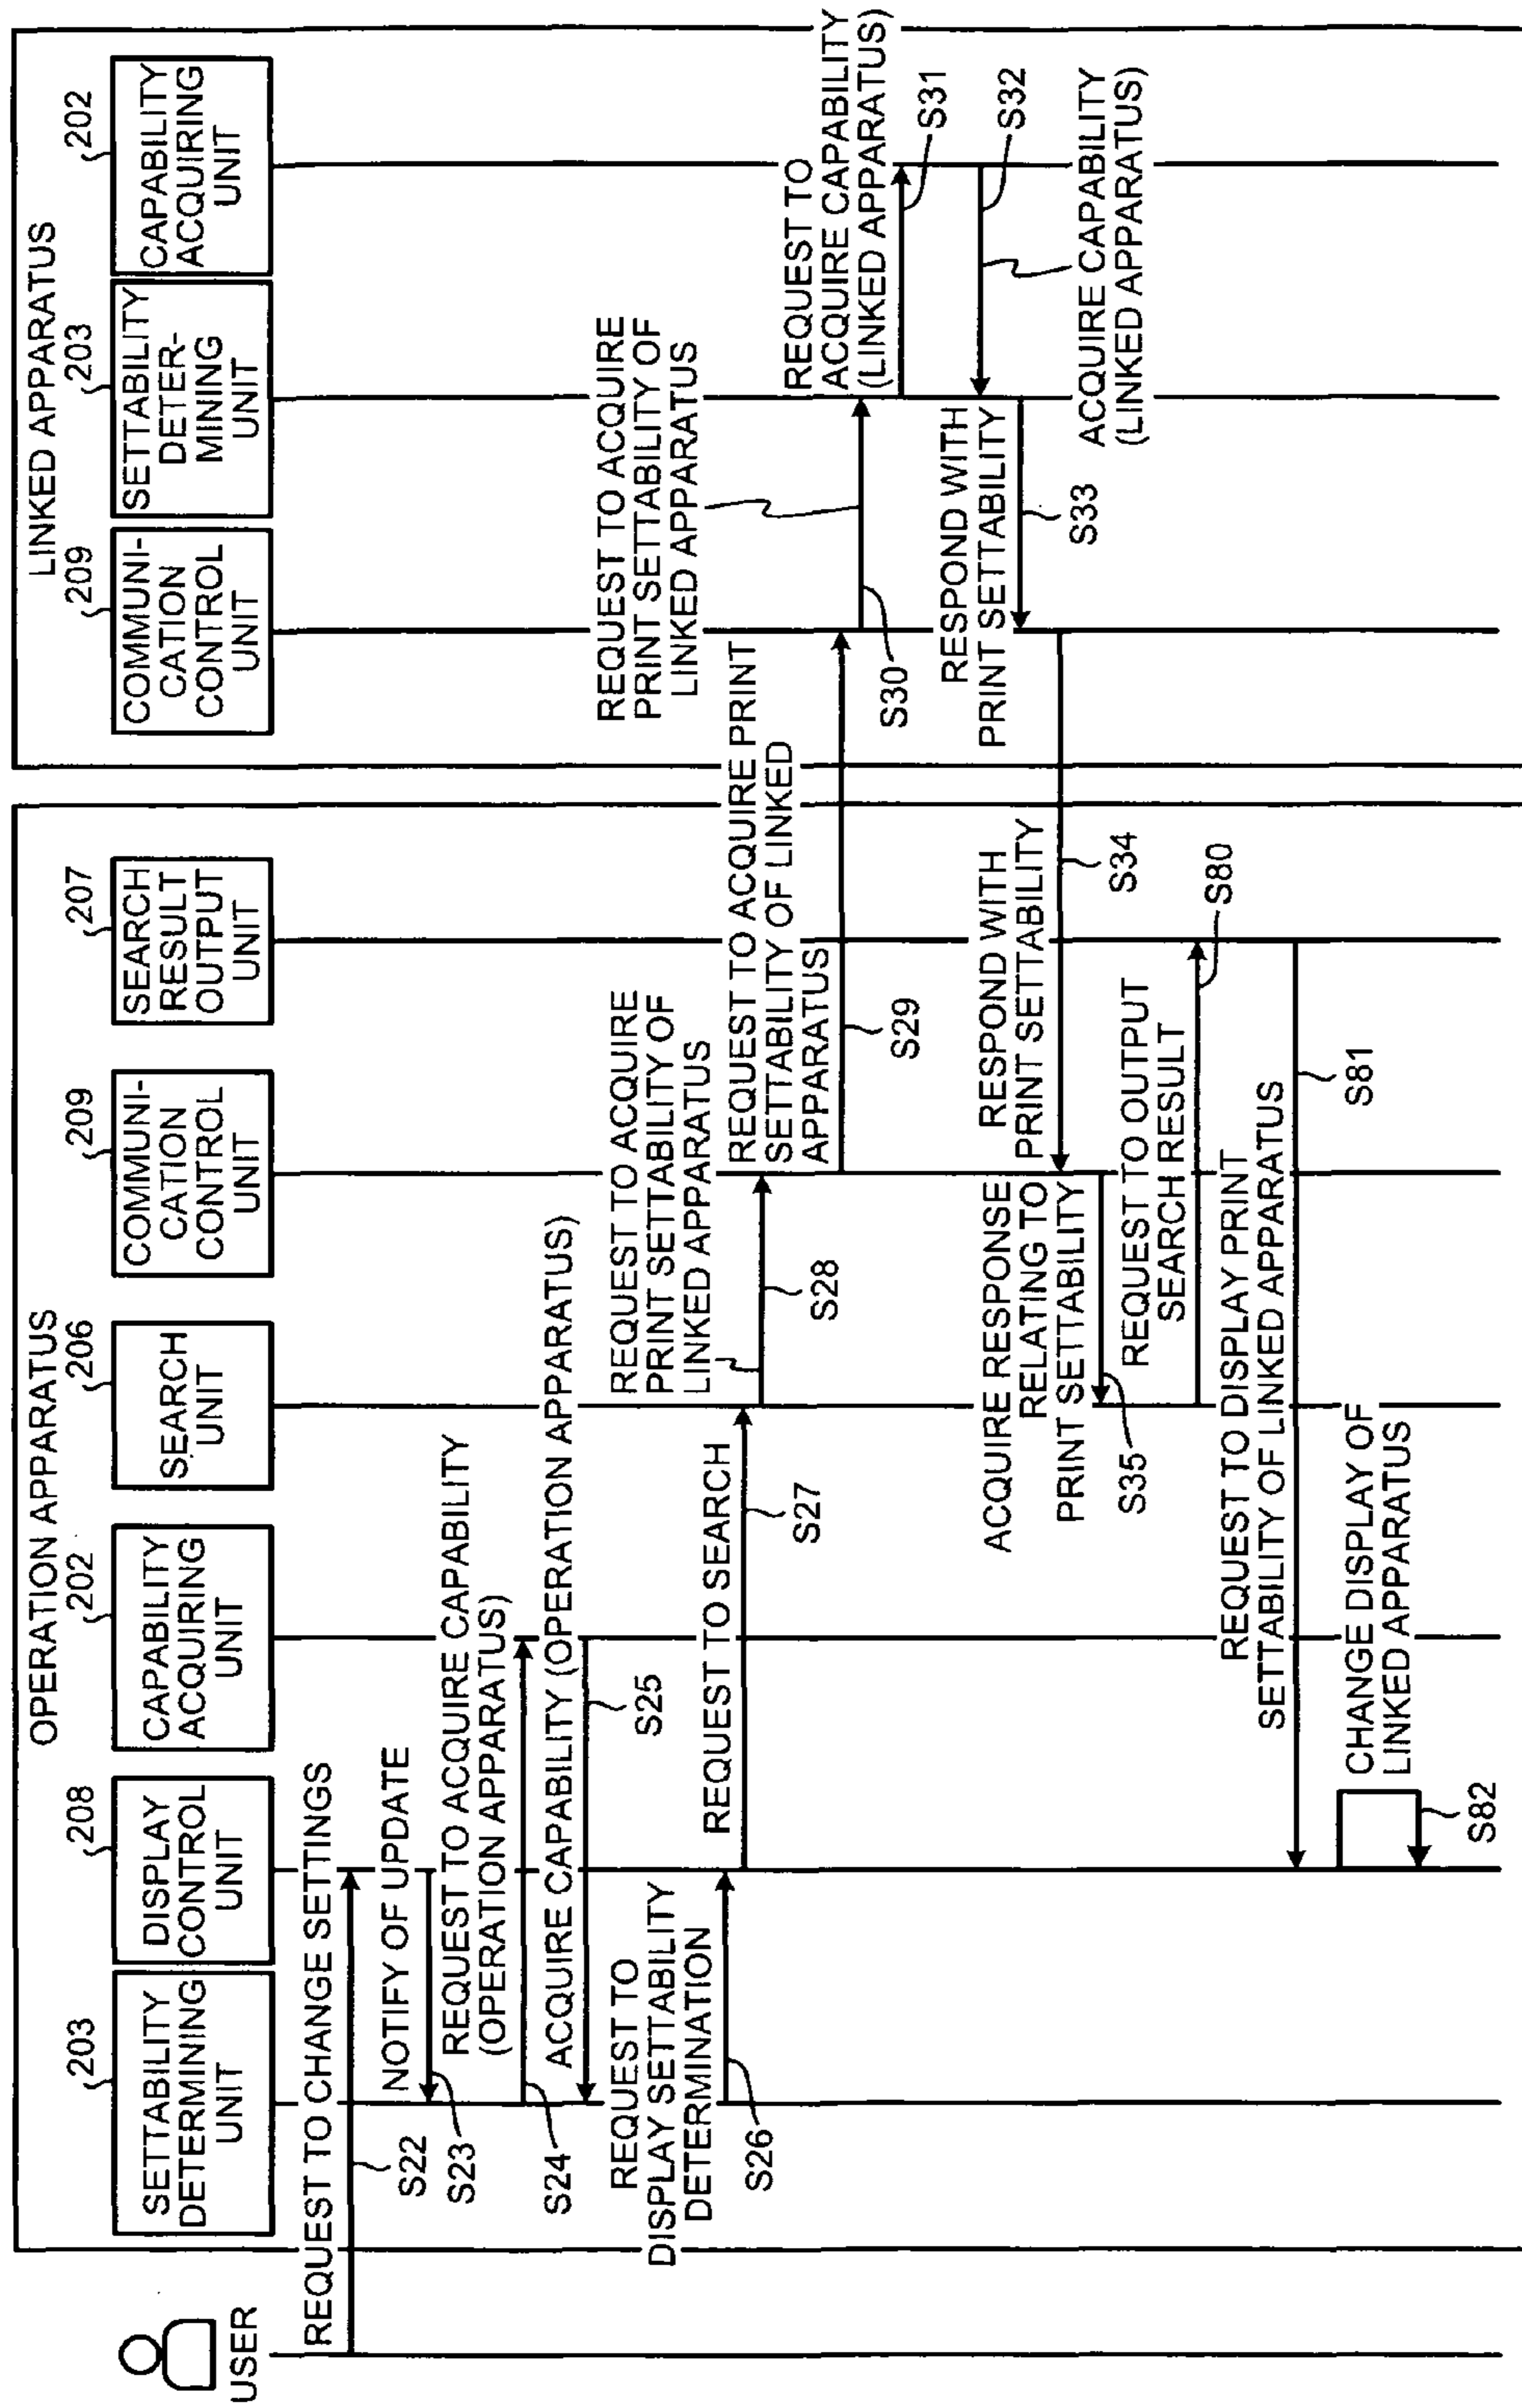 OPERATION APPARATUS
LINKED APPARATUS
USER
203
SETTABILITY
DETERMINING
UNIT
208
DISPLAY
CONTROL
UNIT
202
CAPABILITY
ACQUIRING
UNIT
206
SEARCH
UNIT
209
COMMUNI-
CATION
CONTROL
UNIT
207
SEARCH
RESULT
OUTPUT
UNIT
209
COMMUNI-
CATION
CONTROL
UNIT
203
SETTABILITY
DETER-
MINING
UNIT
202
CAPABILITY
ACQUIRING
UNIT
REQUEST TO CHANGE SETTINGS
S22
NOTIFY OF UPDATE
S23
REQUEST TO ACQUIRE CAPABILITY
(OPERATION APPARATUS)
S24
ACQUIRE CAPABILITY (OPERATION APPARATUS)
S25
REQUEST TO
DISPLAY SETTABILITY
DETERMINATION
S26
REQUEST TO SEARCH
S27
REQUEST TO ACQUIRE
PRINT SETTABILITY OF
LINKED APPARATUS
S28
REQUEST TO ACQUIRE PRINT
SETTABILITY OF LINKED
APPARATUS
S29
REQUEST TO ACQUIRE
PRINT SETTABILITY OF
LINKED APPARATUS
S30
REQUEST TO
ACQUIRE CAPABILITY
(LINKED APPARATUS)
S31
S32
ACQUIRE CAPABILITY
(LINKED APPARATUS)
RESPOND WITH
PRINT SETTABILITY
S33
RESPOND WITH
PRINT SETTABILITY
S34
ACQUIRE RESPONSE
RELATING TO
PRINT SETTABILITY
S35
REQUEST TO OUTPUT
SEARCH RESULT
S80
REQUEST TO DISPLAY PRINT
SETTABILITY OF LINKED APPARATUS
S81
CHANGE DISPLAY OF
LINKED APPARATUS
S82